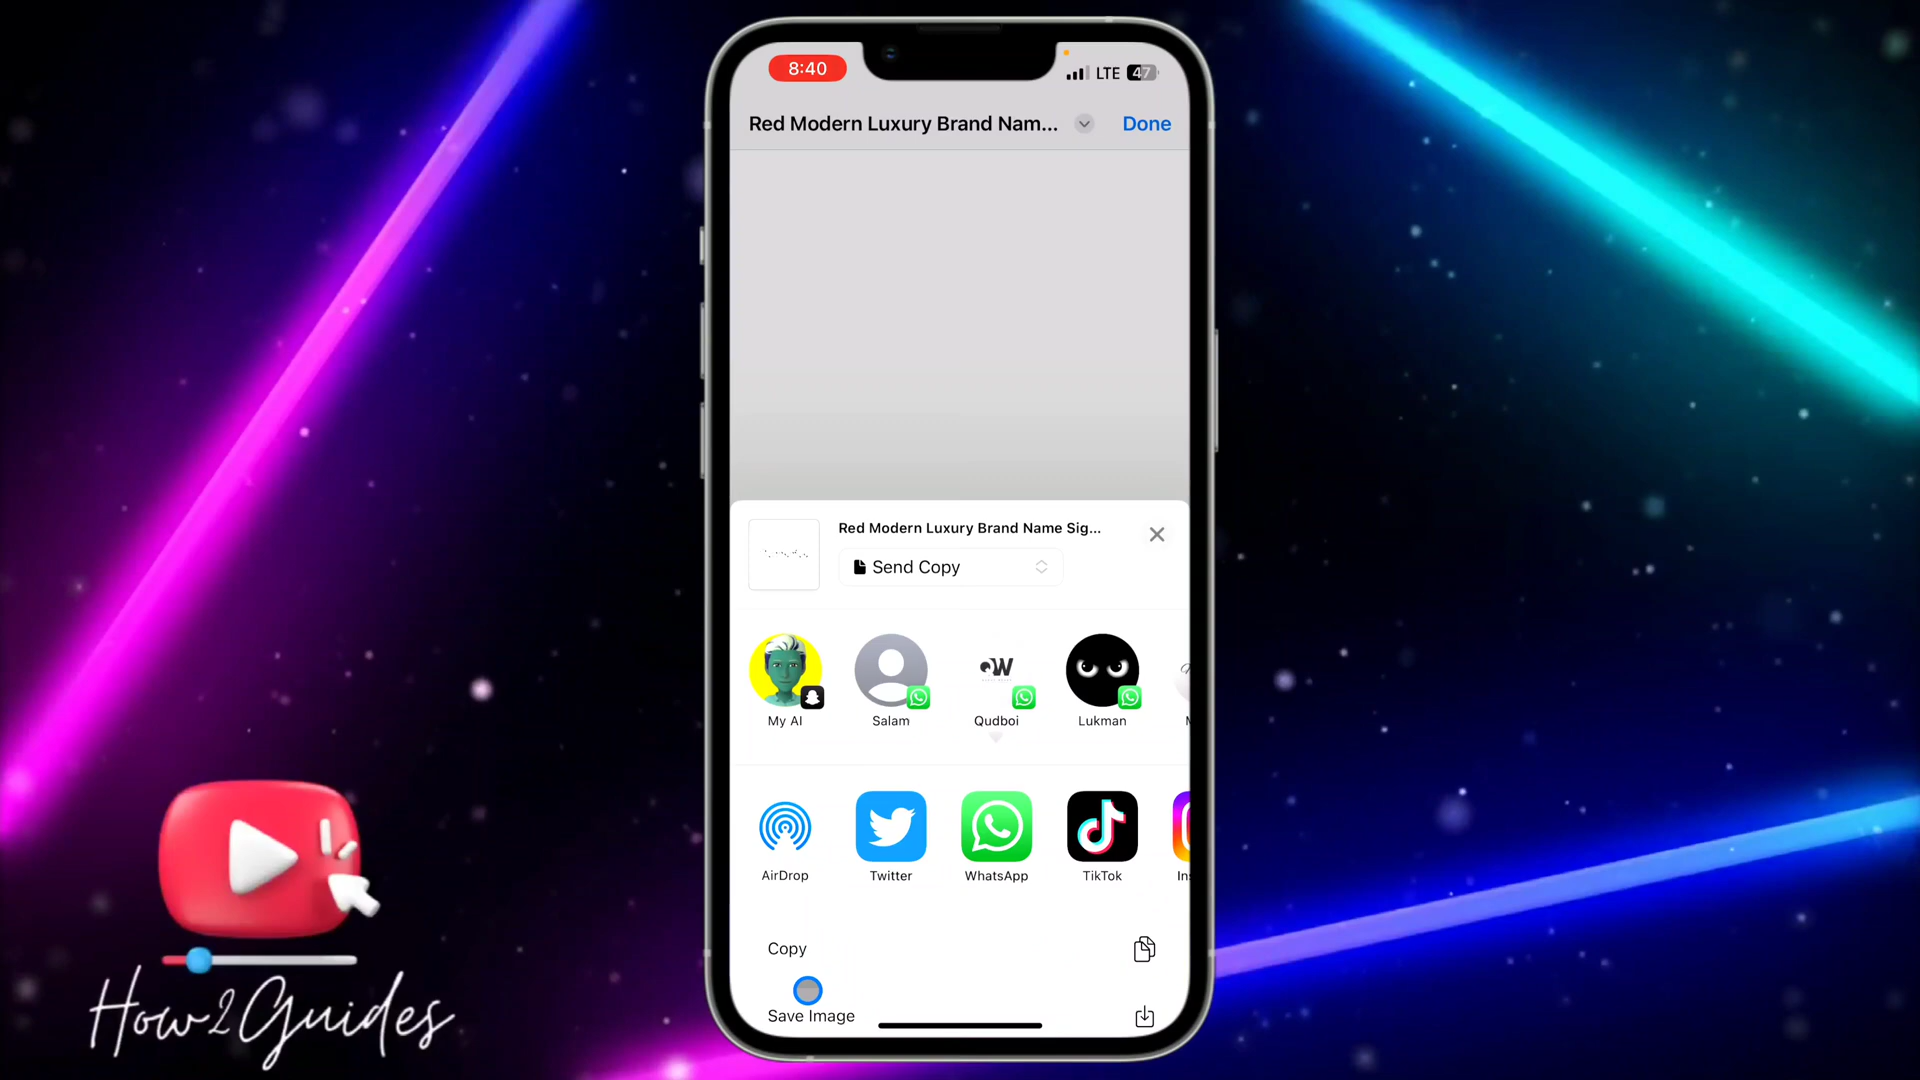 8:40
LTE 47
Red Modern Luxury Brand Nam...
Done
Red Modern Luxury Brand Name Sig...
Send Copy
My AI
Salam
QW
Qudboi
Lukman
AirDrop
Twitter
WhatsApp
TikTok
Ins
Copy
Save Image
How2Guides